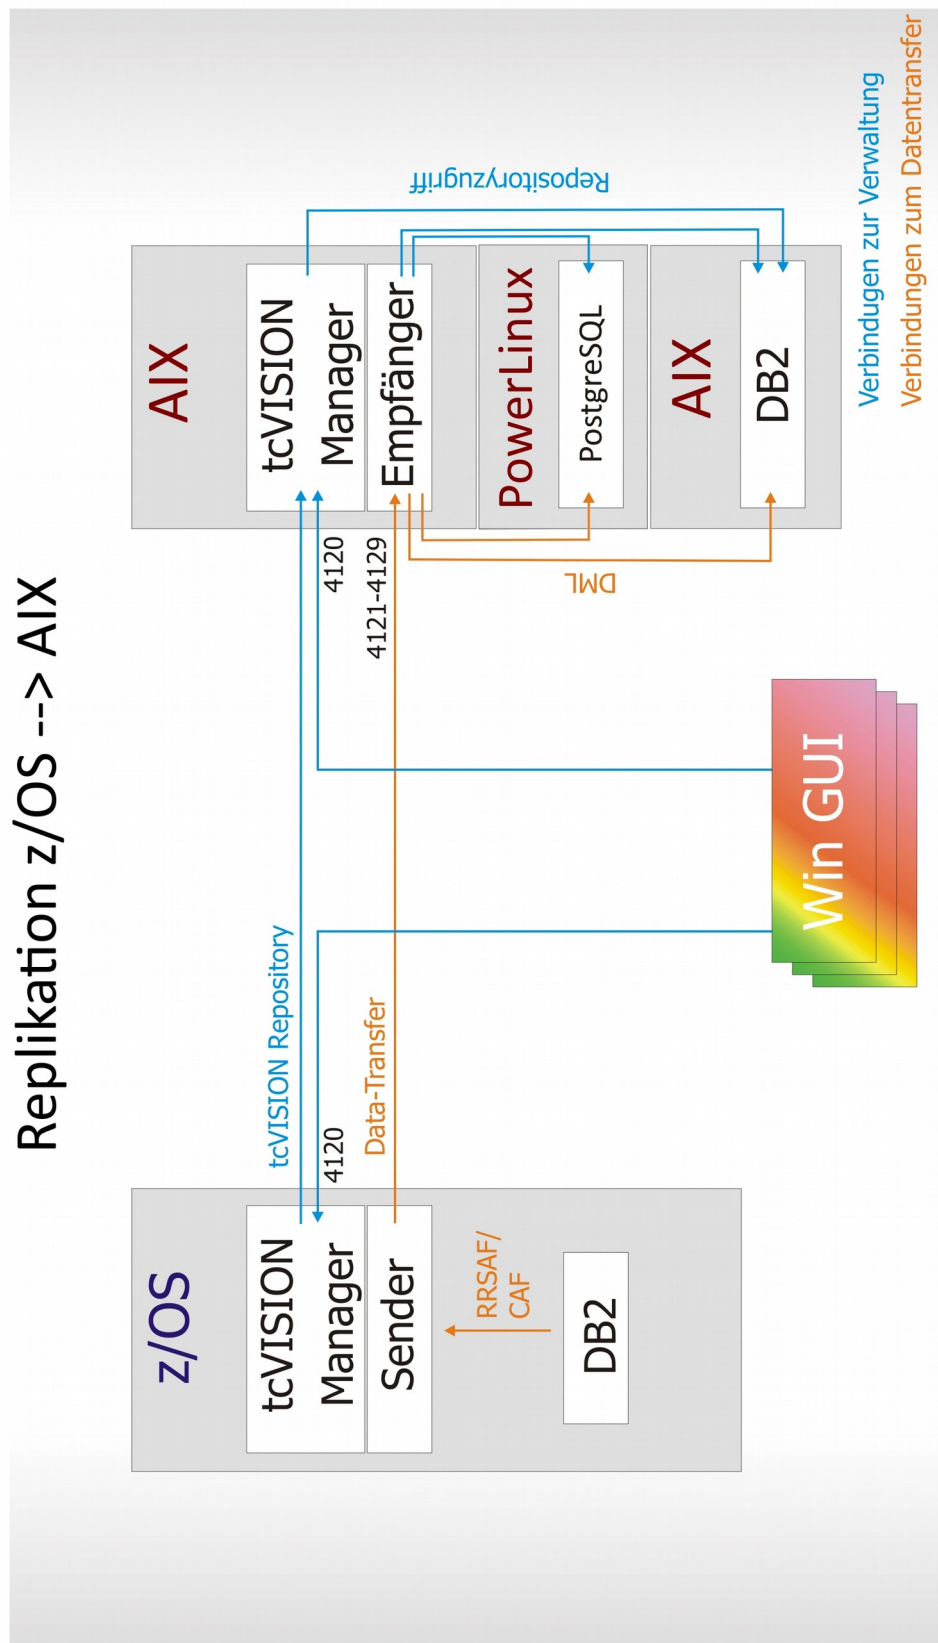 Replikation z/OS --> AIX
z/OS
tcVISION
Manager
Sender
RRSAF/
CAF
DB2
tcVISION Repository
4120
Data-Transfer
4120
4121-4129
Win GUI
AIX
tcVISION
Manager
Empfänger
PowerLinux
PostgreSQL
AIX
DB2
DML
Repositoryzugriff
Verbindugen zur Verwaltung
Verbindungen zum Datentransfer